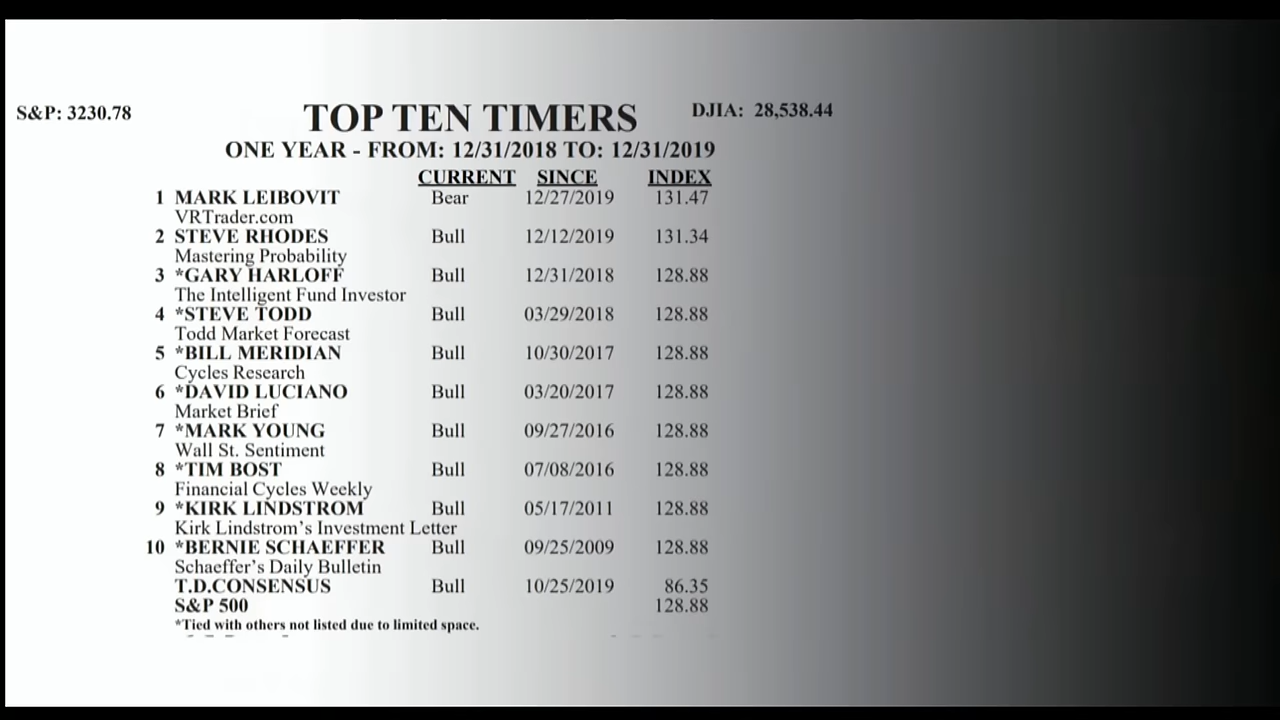 S&P: 3230.78 TOP TEN TIMERS DJIA: 28,538.44
ONE YEAR - FROM: 12/31/2018 TO: 12/31/2019
CURRENT SINCE INDEX
1 MARK LEIBOVIT Bear 12/27/2019 131.47
VRTrader.com
2 STEVE RHODES Bull 12/12/2019 131.34
Mastering Probability
3 *GARY HARLOFF Bull 12/31/2018 128.88
The Intelligent Fund Investor
4 *STEVE TODD Bull 03/29/2018 128.88
Todd Market Forecast
5 *BILL MERIDIAN Bull 10/30/2017 128.88
Cycles Research
6 *DAVID LUCIANO Bull 03/20/2017 128.88
Market Brief
7 *MARK YOUNG Bull 09/27/2016 128.88
Wall St. Sentiment
8 *TIM BOST Bull 07/08/2016 128.88
Financial Cycles Weekly
9 *KIRK LINDSTROM Bull 05/17/2011 128.88
Kirk Lindstrom's Investment Letter
10 *BERNIE SCHAEFFER Bull 09/25/2009 128.88
Schaeffer's Daily Bulletin
T.D.CONSENSUS Bull 10/25/2019 86.35
S&P 500 128.88
*Tied with others not listed due to limited space.